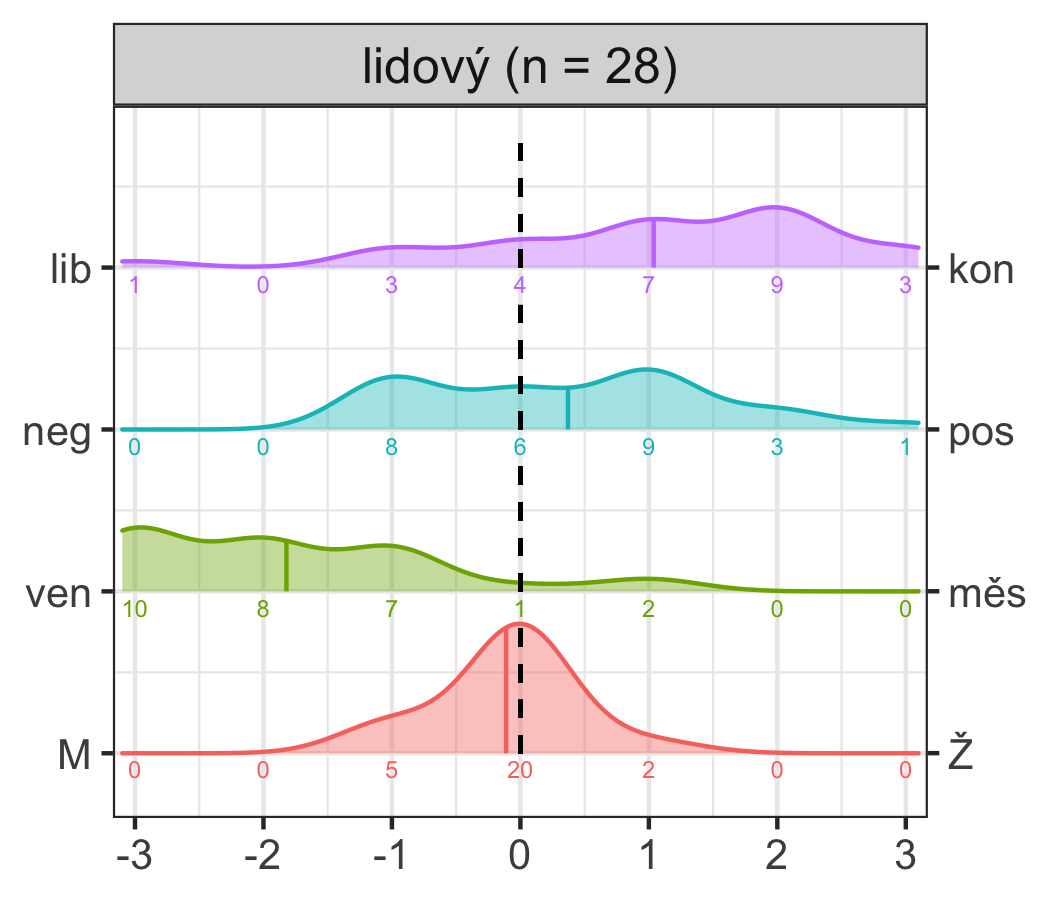 lidový (n = 28)
lib kon
1 0 3 4 7 9 3
neg pos
0 0 8 6 9 3 1
ven měs
10 8 7 1 2 0 0
M Ž
0 0 5 20 2 0 0
-3 -2 -1 0 1 2 3